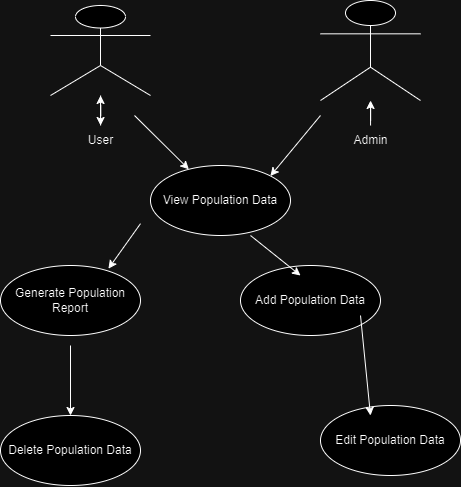 User
Admin
View Population Data
Generate Population
Report
Add Population Data
Delete Population Data
Edit Population Data